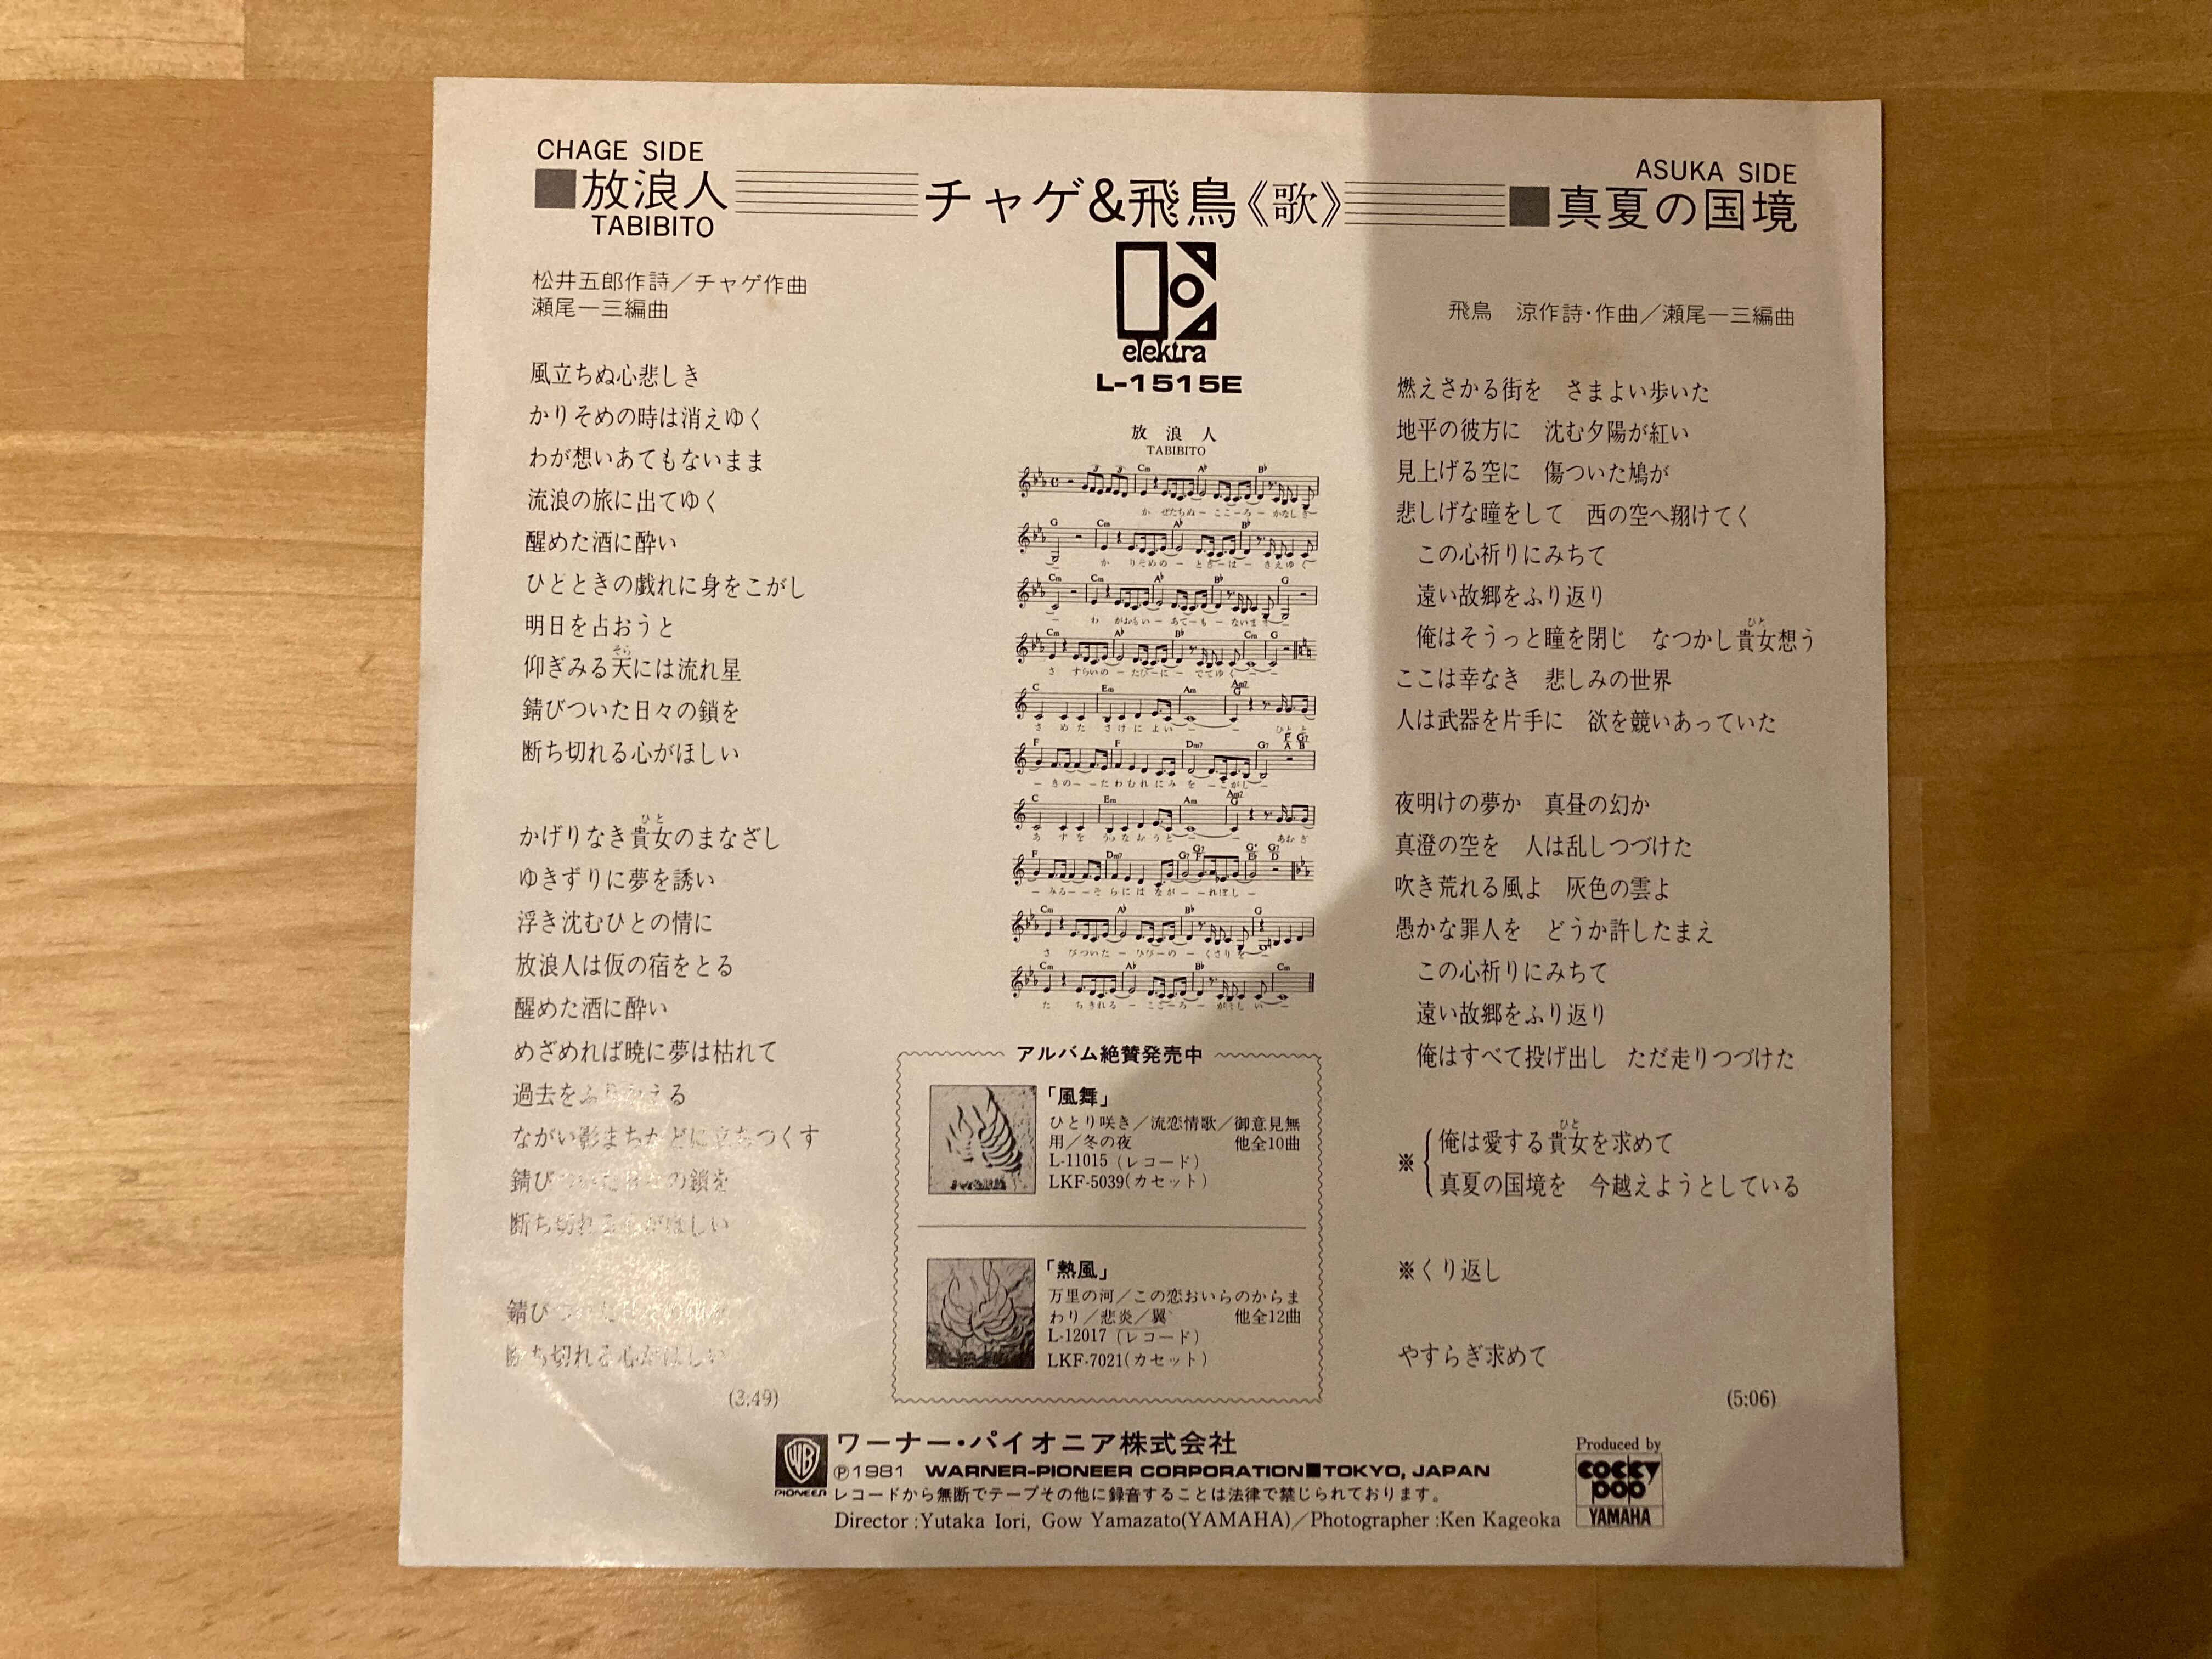 CHAGE SIDE
■放浪人
TABIBITO
チャゲ&飛鳥《歌》
ASUKA SIDE
■真夏の国境
松井五郎作詩／チャゲ作曲
瀬尾一三編曲
風立ちぬ心悲しき
かりそめの時は消えゆく
わが想いあてもないまま
流浪の旅に出てゆく
醒めた酒に酔い
ひとときの戯れに身をこがし
明日を占おうと
そら
仰ぎみる天には流れ星
錆びついた日々の鎖を
断ち切れる心がほしい
ひと
かげりなき貴女のまなざし
ゆきずりに夢を誘い
浮き沈むひとの情に
放浪人は仮の宿をとる
醒めた酒に酔い
めざめれば暁に夢は枯れて
過去をふりかえる
ながい影まちかどに立ちつくす
錆びついた日々の鎖を
断ち切れる心がほしい
錆び
断ち切れる心がほしい
(3:49)
elektra
L-1515E
放浪人
TABIBITO
アルバム絶賛発売中
「風舞」
ひとり咲き／流恋情歌／御意見無
用／冬の夜　他全10曲
L-11015（レコード）
LKF-5039(カセット)
「熱風」
万里の河／この恋おいらのからま
わり／悲炎／翼　他全12曲
L-12017（レコード）
LKF-7021(カセット)
飛鳥　涼作詩・作曲／瀬尾一三編曲
燃えさかる街を　さまよい歩いた
地平の彼方に　沈む夕陽が紅い
見上げる空に　傷ついた鳩が
悲しげな瞳をして　西の空へ翔けてく
この心祈りにみちて
遠い故郷をふり返り
ひと
俺はそうっと瞳を閉じ　なつかし貴女想う
ここは幸なき　悲しみの世界
人は武器を片手に　欲を競いあっていた
夜明けの夢か　真昼の幻か
真澄の空を　人は乱しつづけた
吹き荒れる風よ　灰色の雲よ
愚かな罪人を　どうか許したまえ
この心祈りにみちて
遠い故郷をふり返り
俺はすべて投げ出し　ただ走りつづけた
ひと
※俺は愛する貴女を求めて
真夏の国境を　今越えようとしている
※くり返し
やすらぎ求めて
(5:06)
WB
PIONEER
ワーナー・パイオニア株式会社
Ⓟ1981 WARNER-PIONEER CORPORATION■TOKYO, JAPAN
レコードから無断でテープその他に録音することは法律で禁じられております。
Director :Yutaka Iori, Gow Yamazato(YAMAHA)／Photographer :Ken Kageoka
Produced by
COCKY
POP
YAMAHA